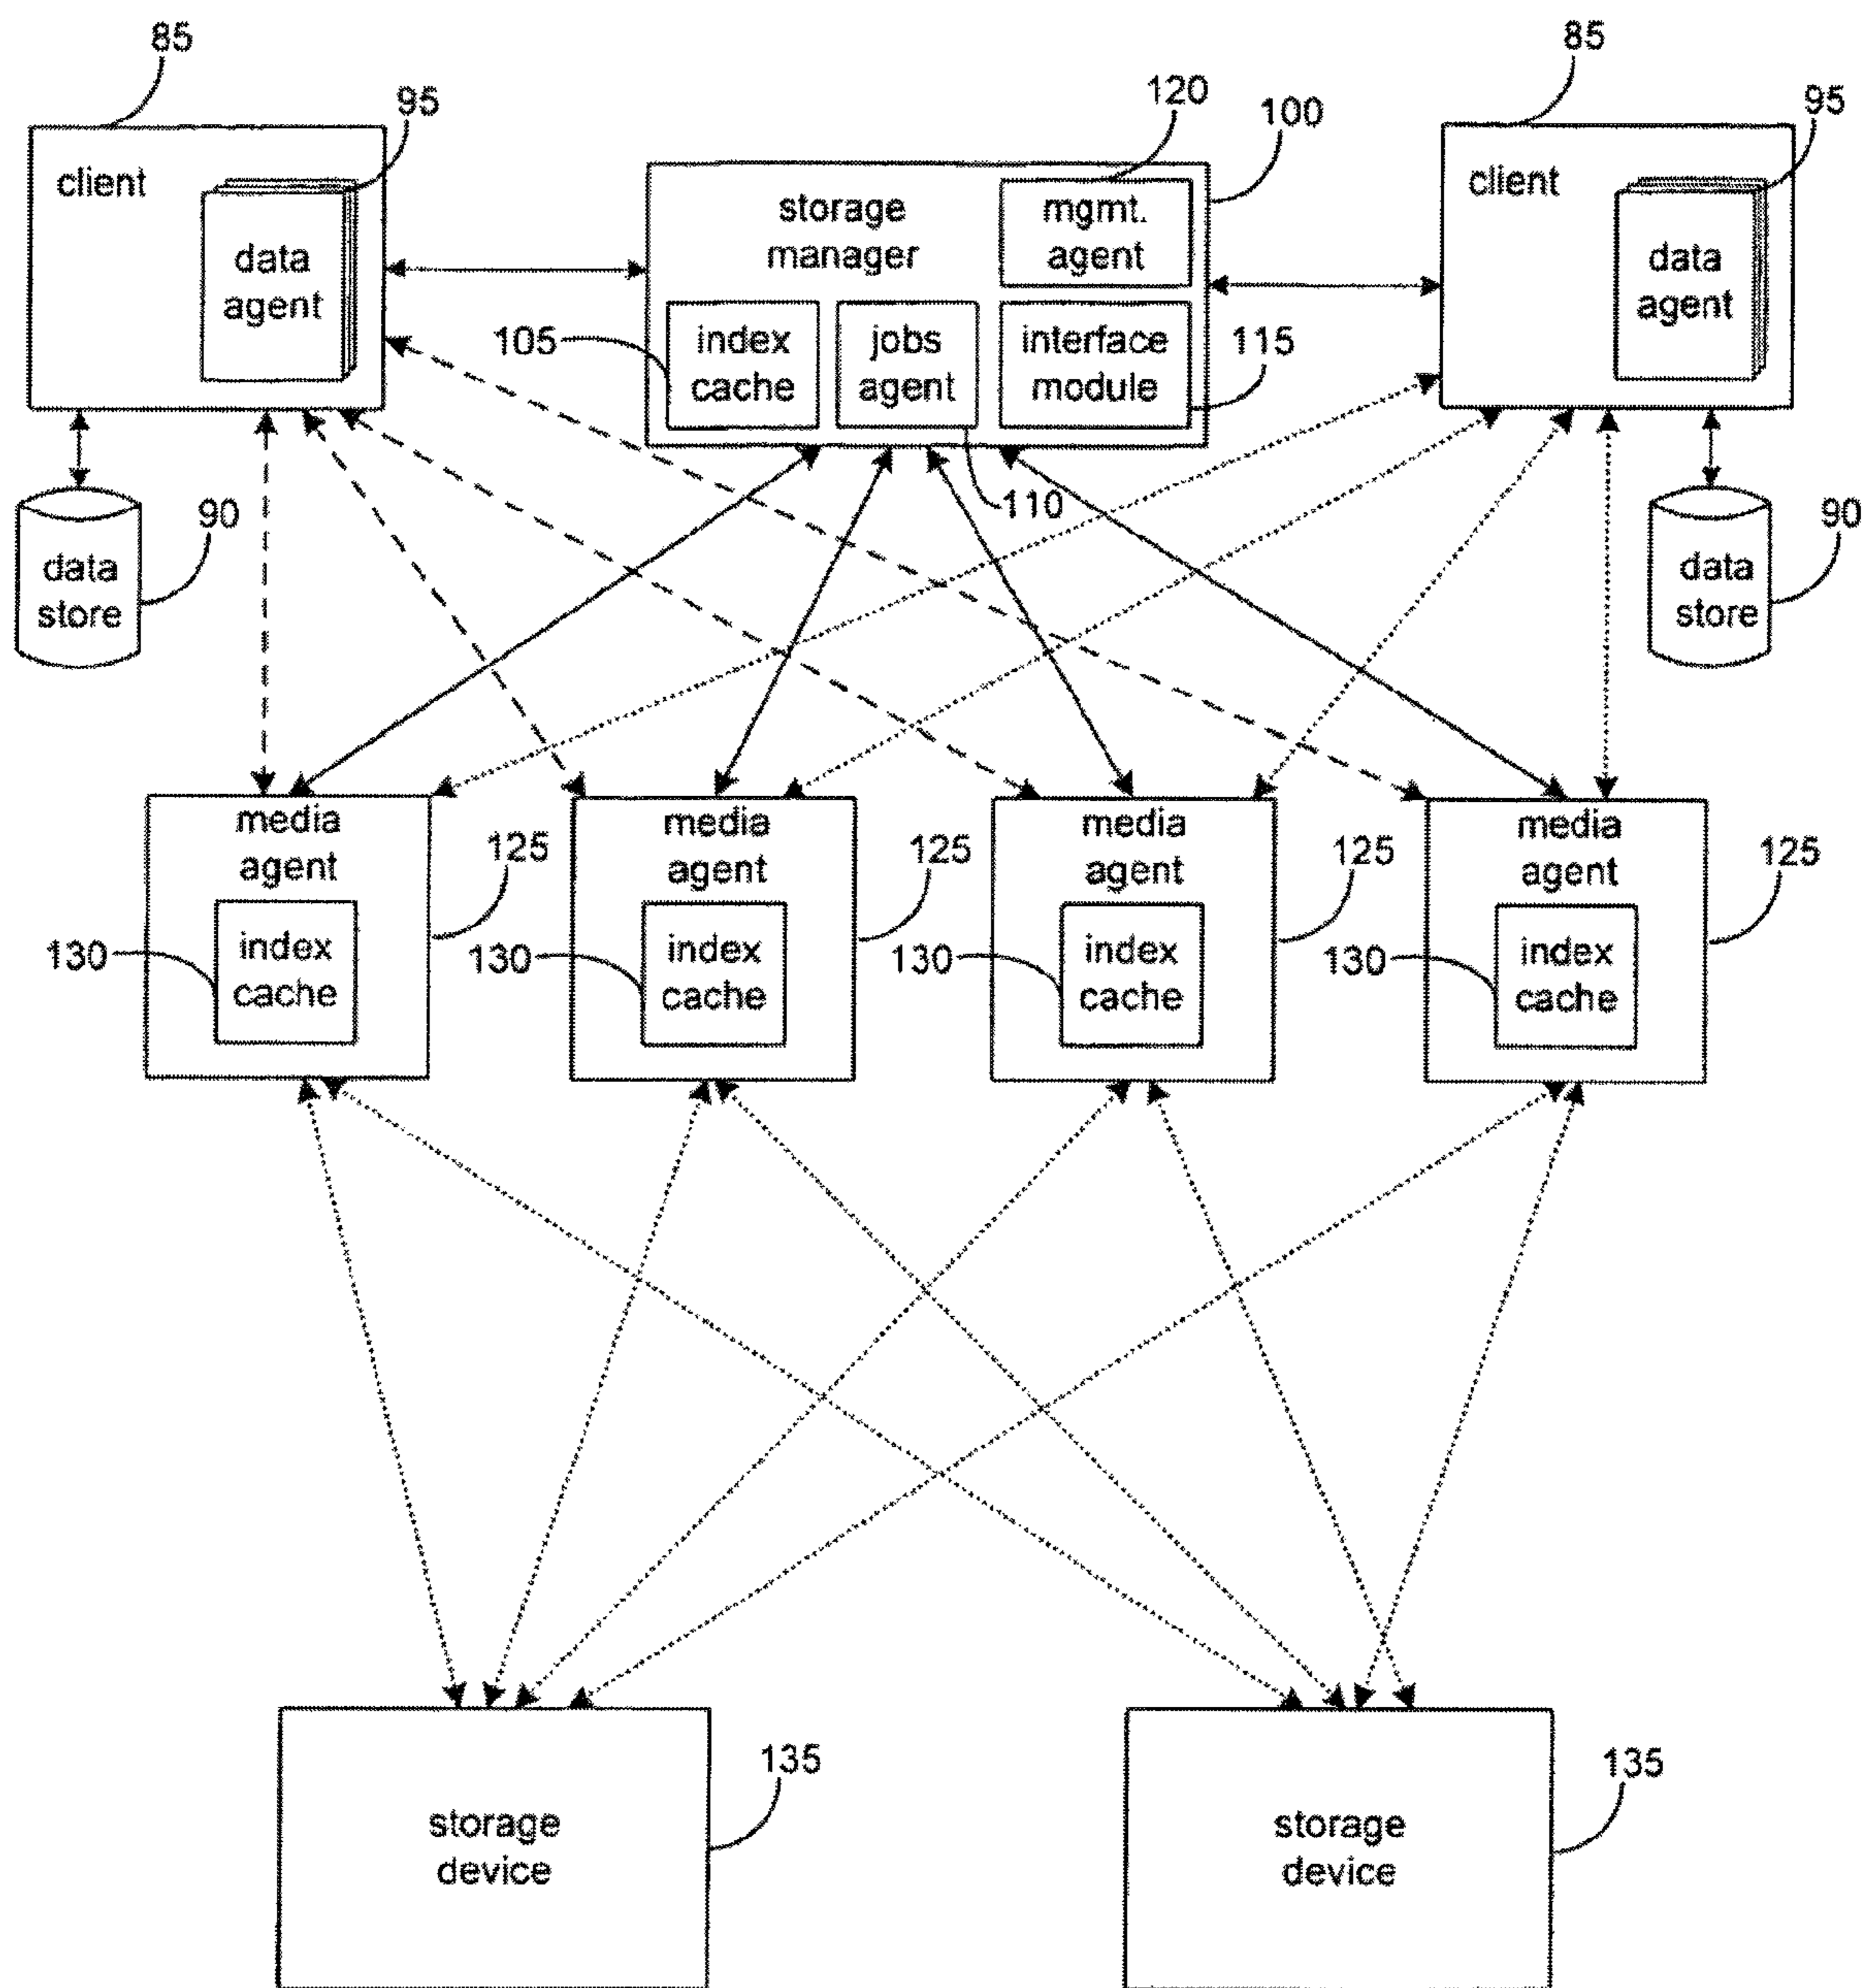 85
85
95
120
100
95
client
data
agent
storage
manager
mgmt.
agent
client
data
agent
105
index
cache
jobs
agent
interface
module
115
110
90
data
store
90
data
store
media
agent
125
130
index
cache
media
agent
125
130
index
cache
media
agent
125
130
index
cache
media
agent
125
130
index
cache
135
storage
device
135
storage
device